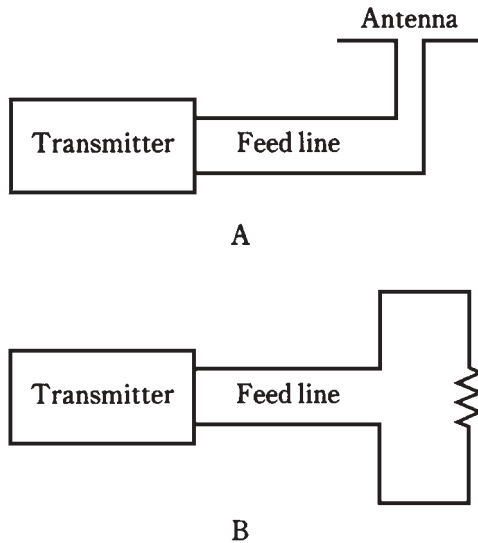 Antenna
Transmitter
Feed line
A
Transmitter
Feed line
B